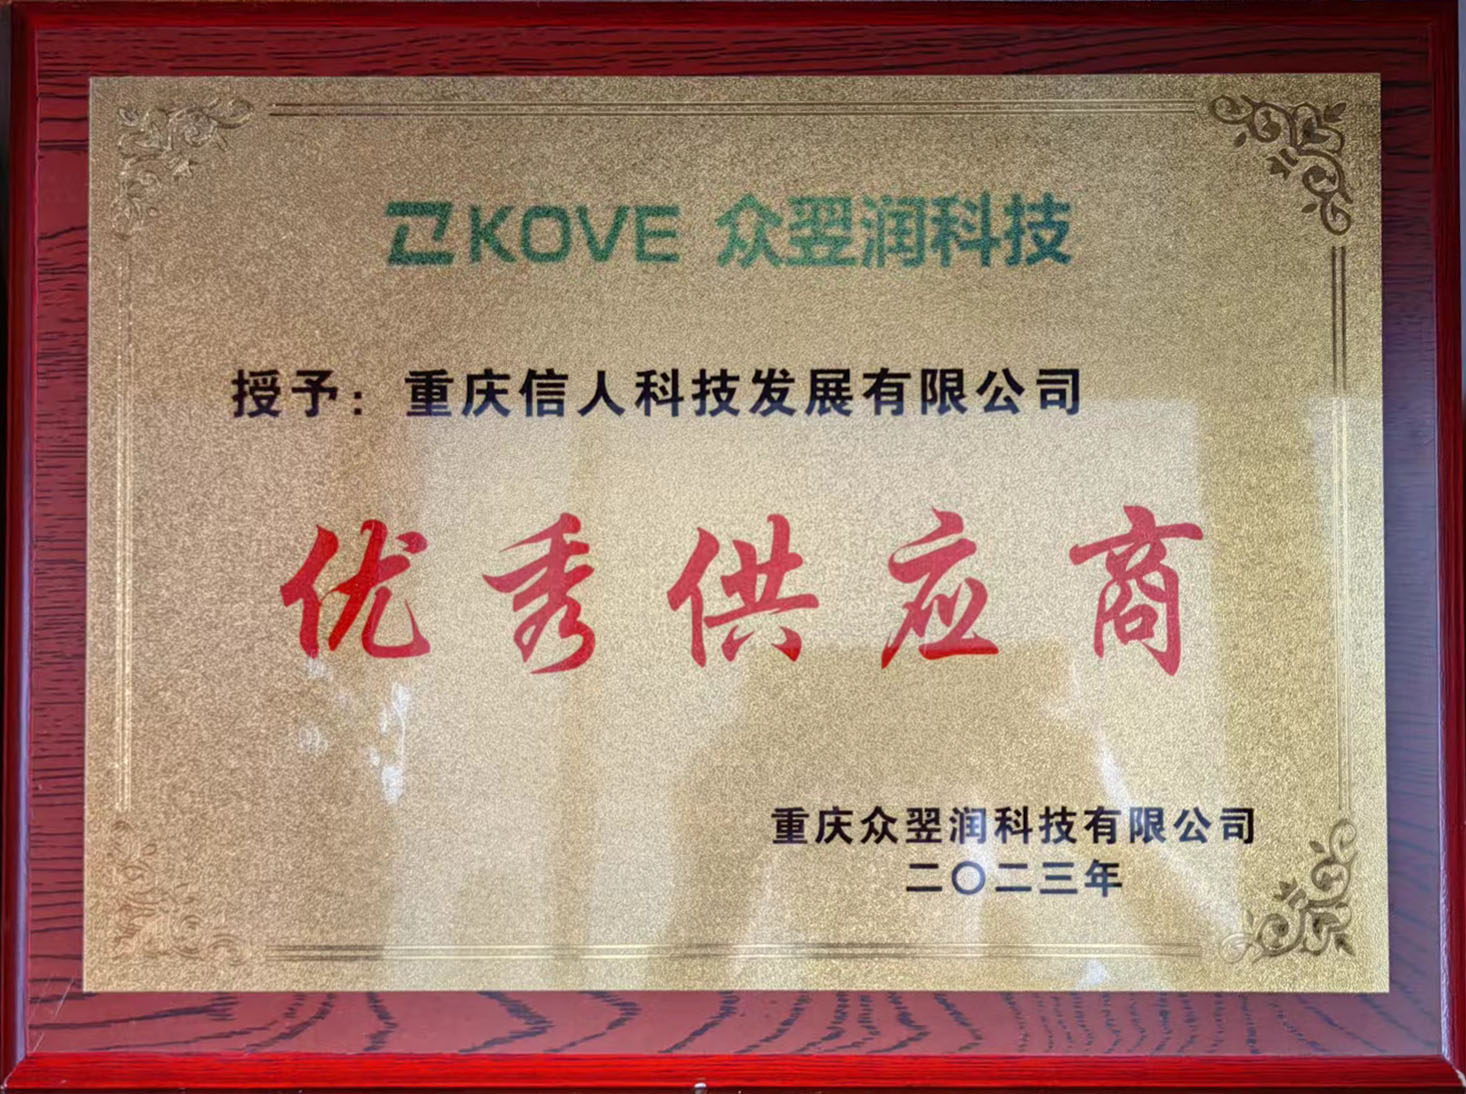 KOVE 众翌润科技
授予：重庆信人科技发展有限公司
优秀供应商
重庆众翌润科技有限公司
二〇二三年